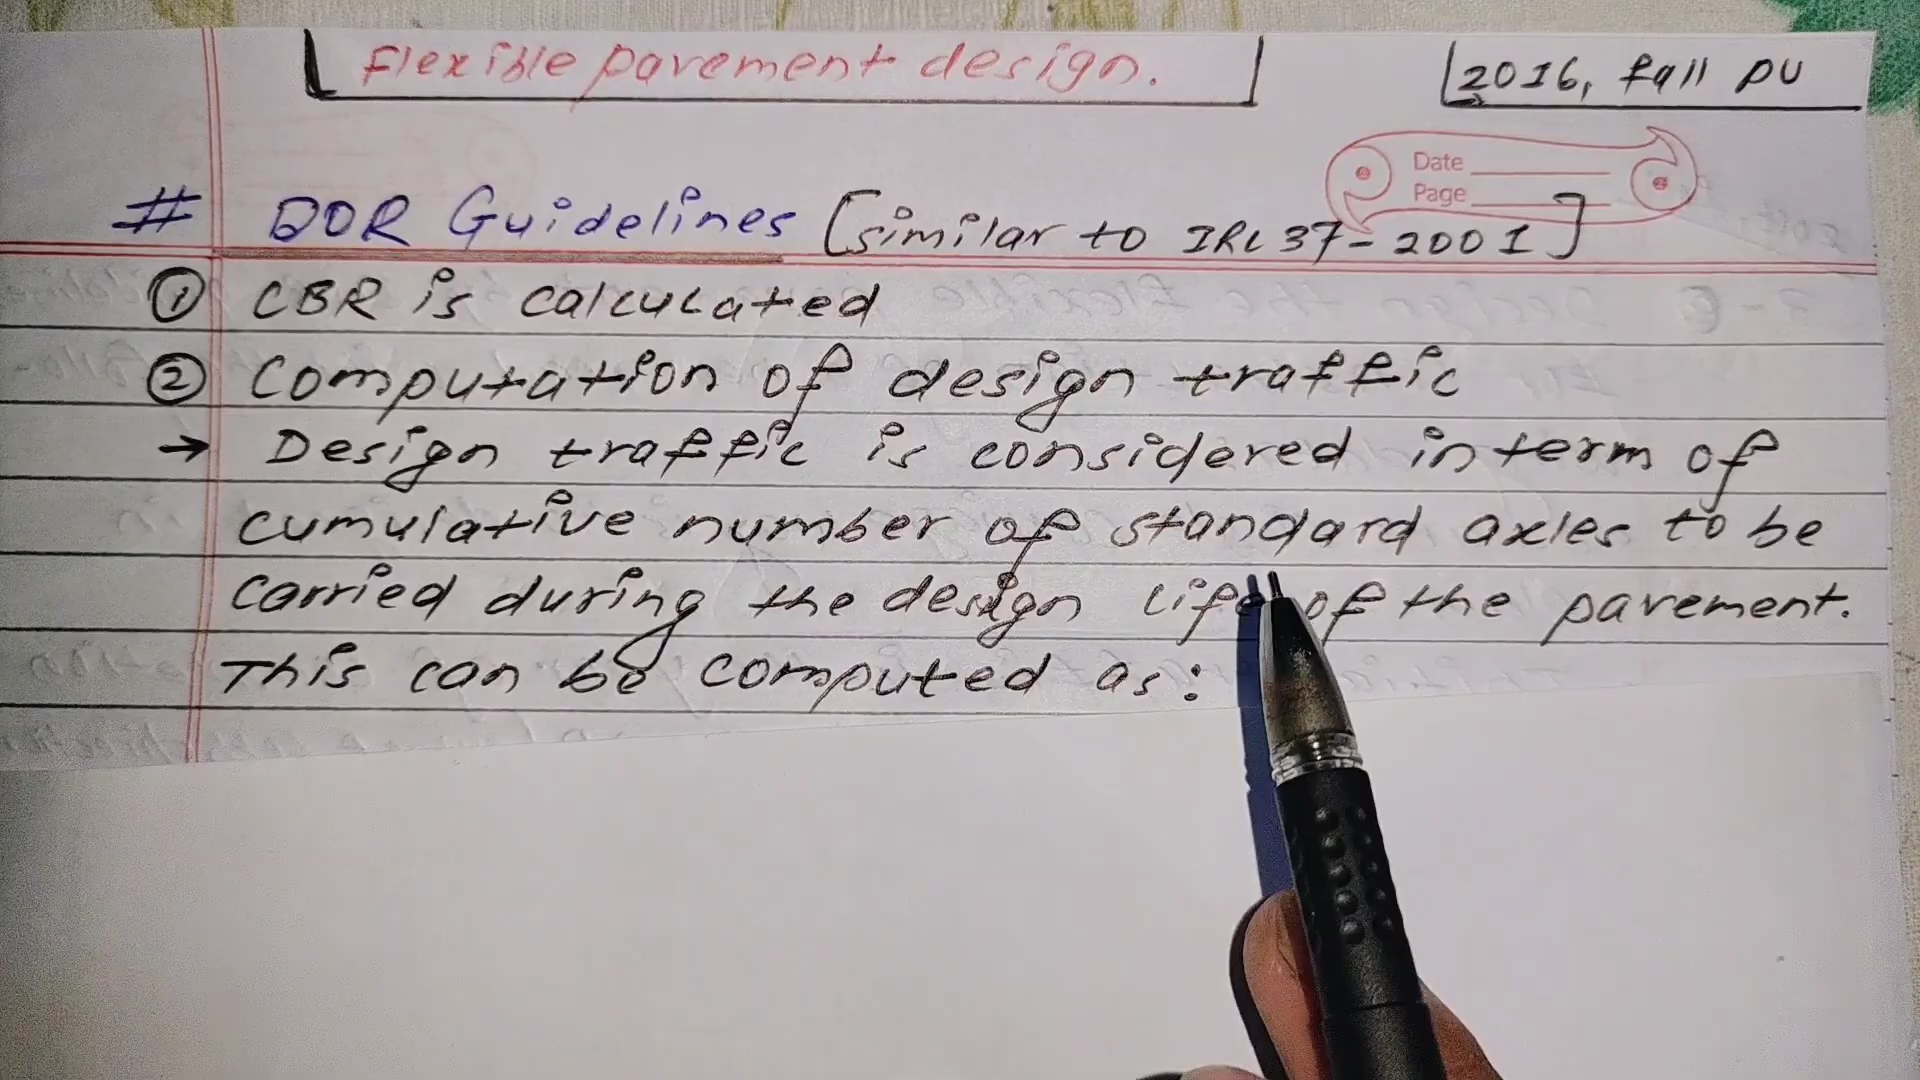 Flexible pavement design.
2016, fall PU
Date
Page
# DOR Guidelines [similar to IRC 37-2001]
① CBR is calculated
② Computation of design traffic
→ Design traffic is considered in term of
cumulative number of standard axles to be
carried during the design life of the pavement.
This can be computed as: